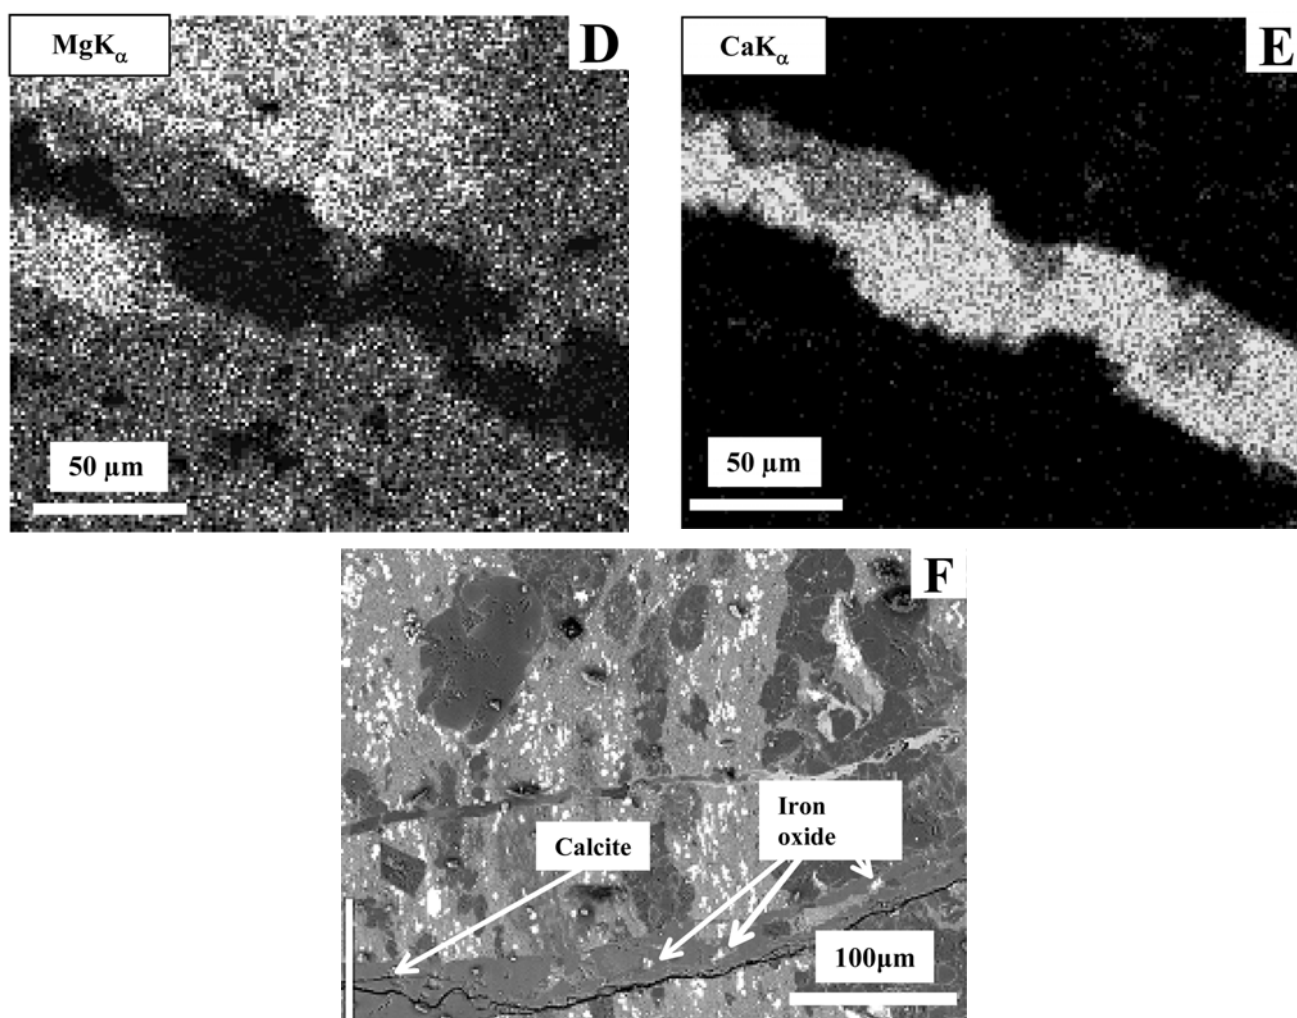 MgKα
D
CaKα
E
50 µm
50 µm
F
Iron
oxide
Calcite
100µm